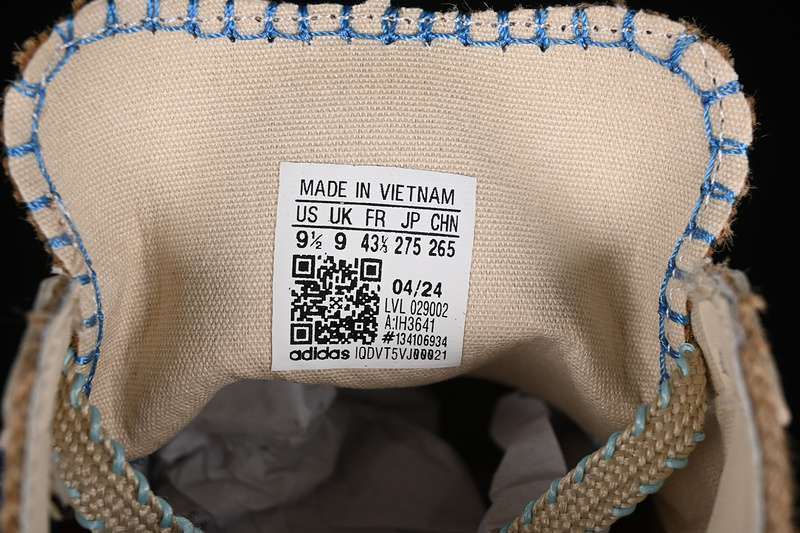 MADE IN VIETNAM
US UK FR JP CHN
9½ 9 43⅓ 275 265
04/24
LVL 029002
A:IH3641
#134106934
adidas IQDVT5VJ00021